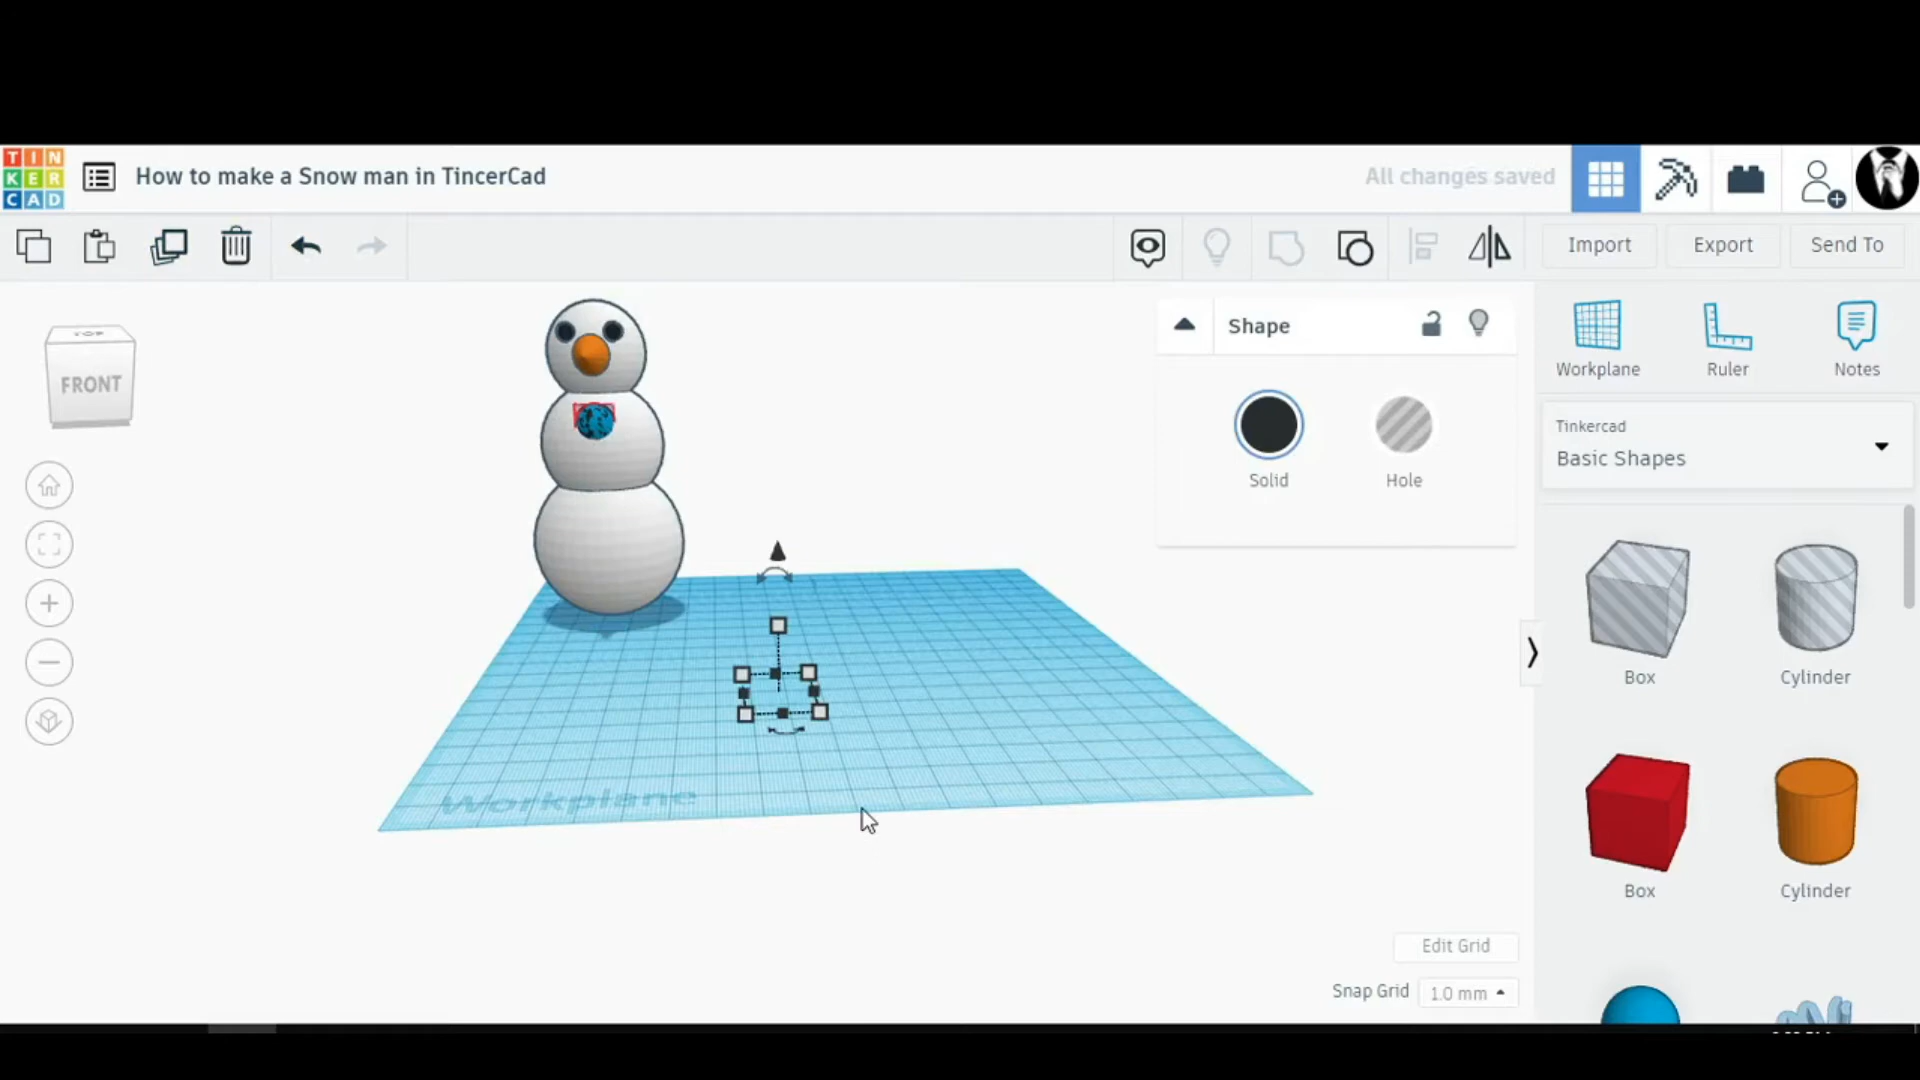 TIN
KER
CAD
How to make a Snow man in TincerCad
All changes saved
Import
Export
Send To
TOP
FRONT
Shape
Solid
Hole
Workplane
Ruler
Notes
Tinkercad
Basic Shapes
Box
Cylinder
Box
Cylinder
Workplane
Edit Grid
Snap Grid
1.0 mm